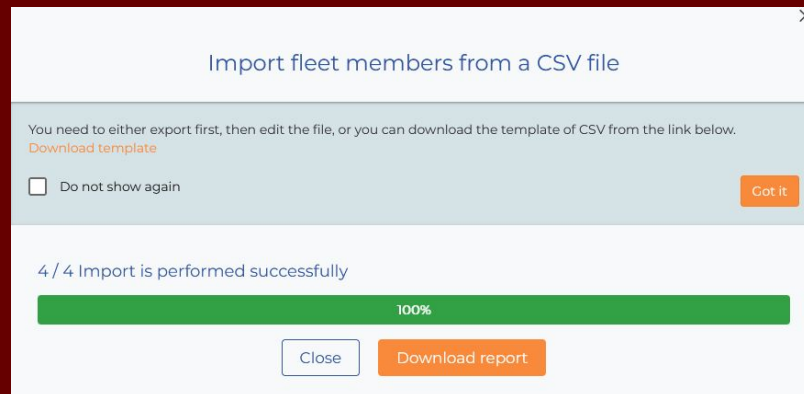 Import fleet members from a CSV file
You need to either export first, then edit the file, or you can download the template of CSV from the link below.
Download template
Do not show again
Got it
4 / 4 Import is performed successfully
100%
Close
Download report